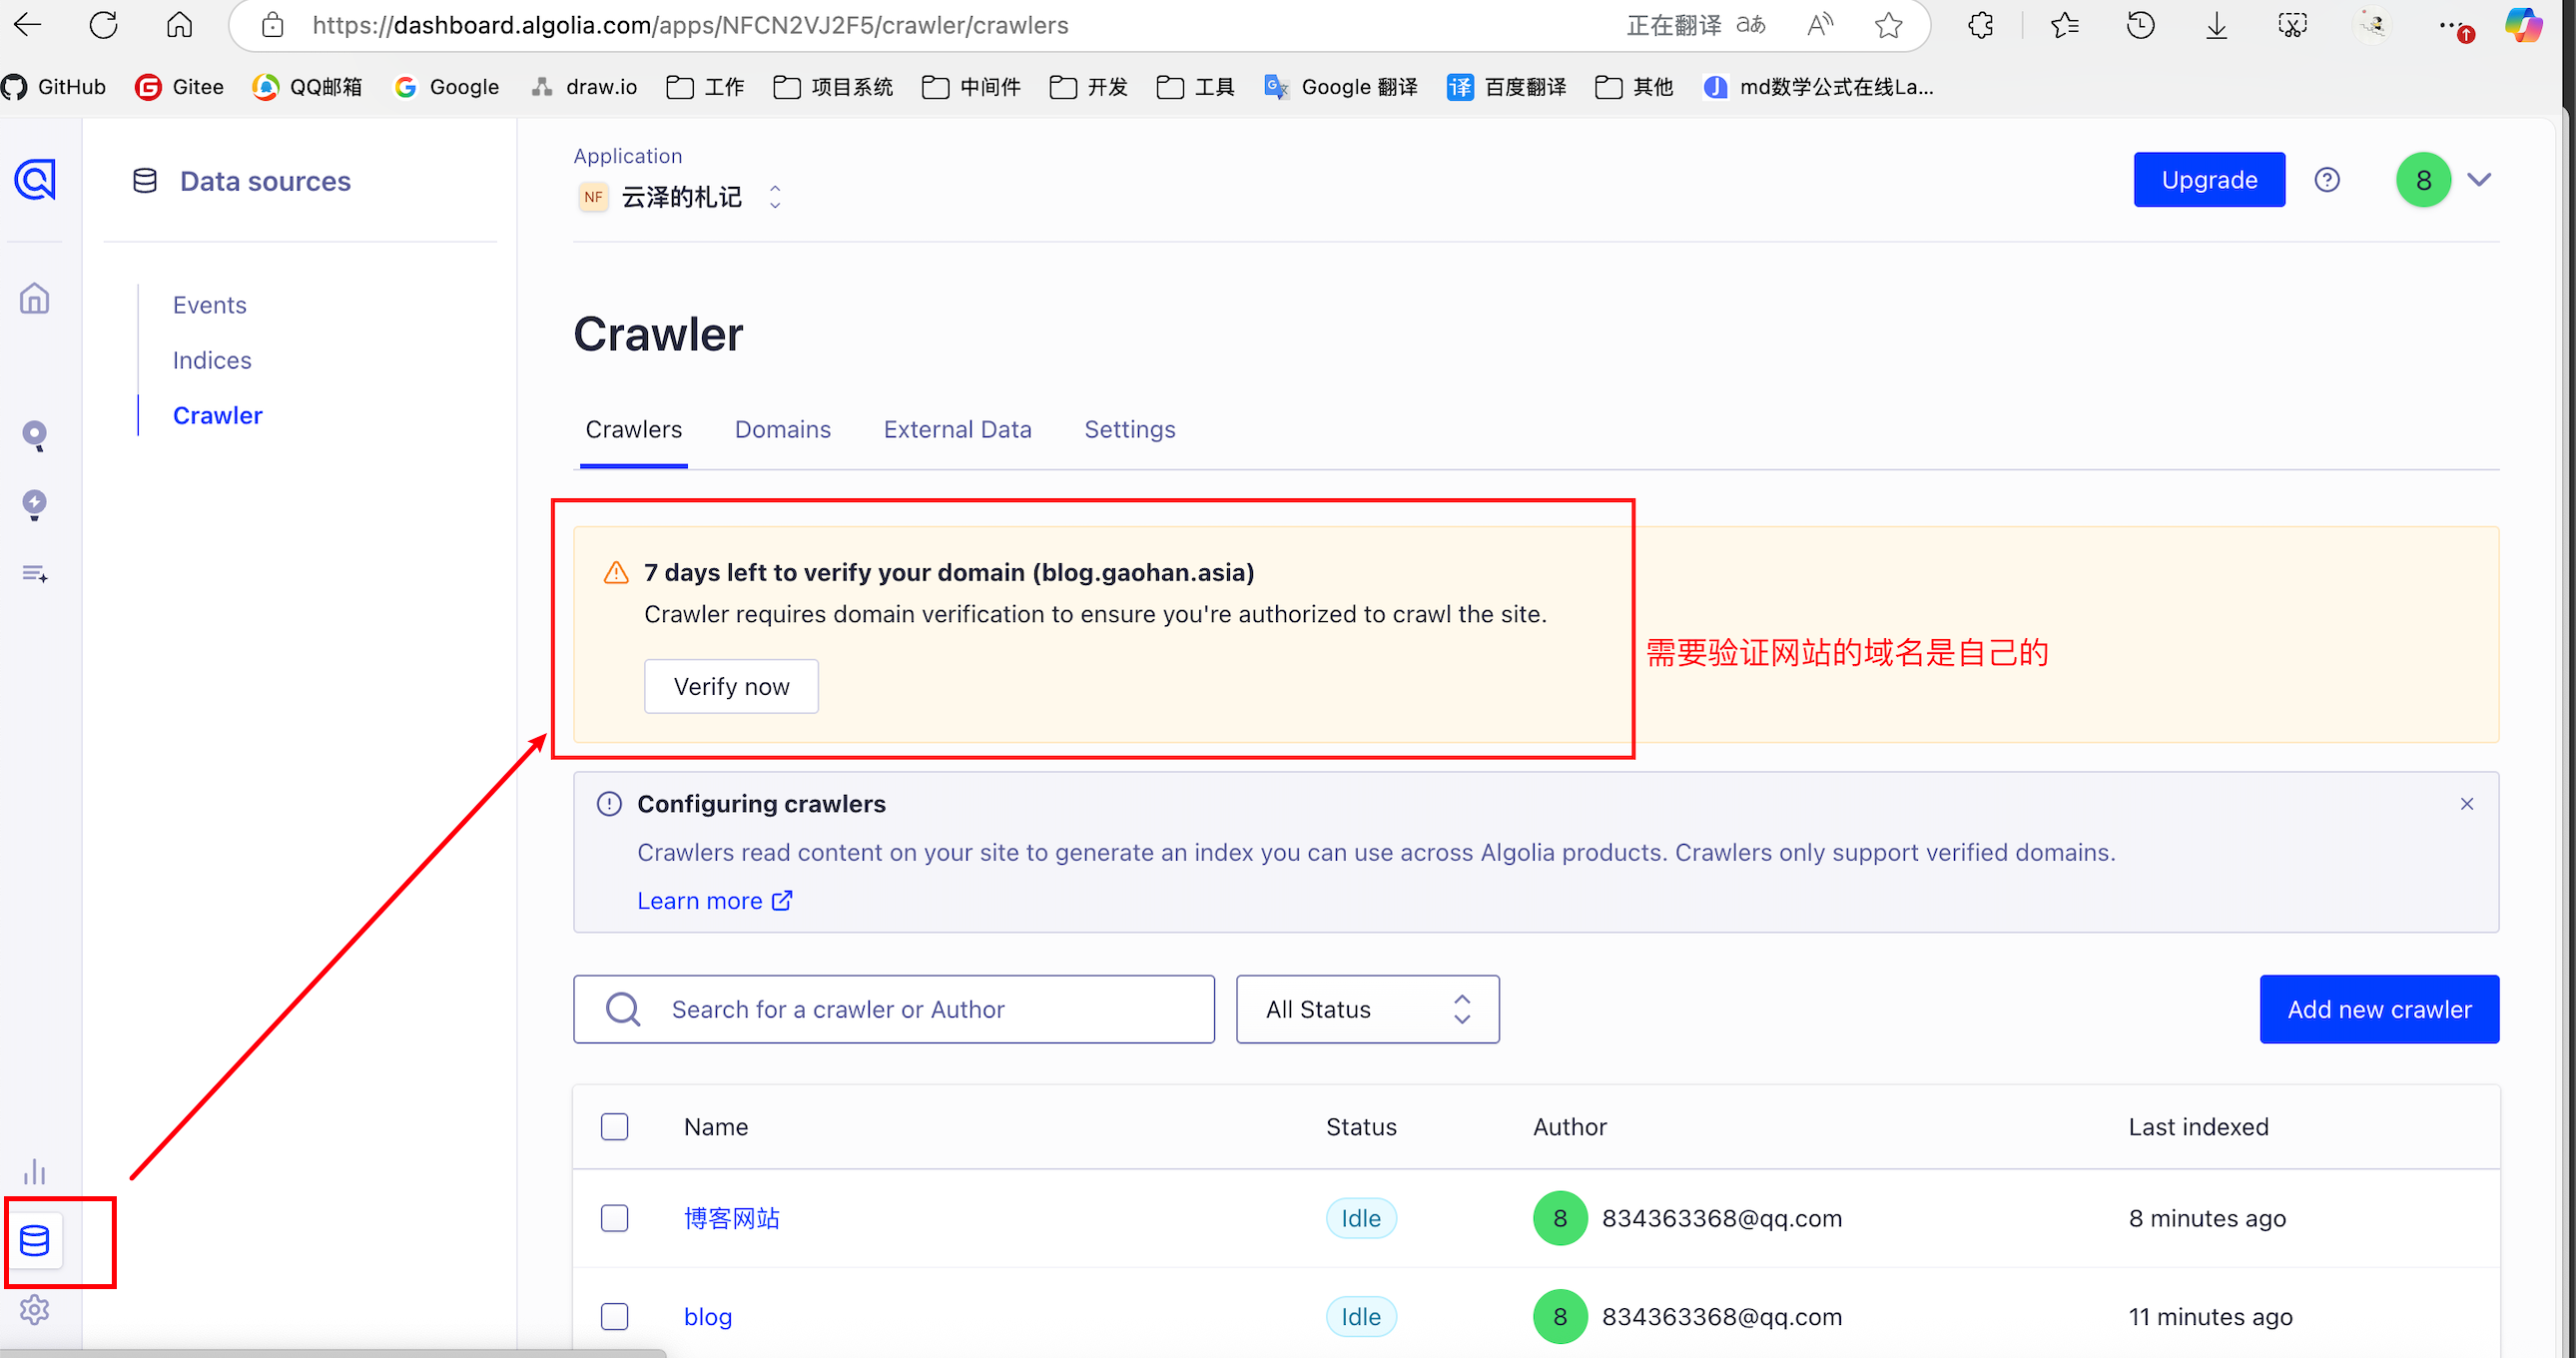 https://dashboard.algolia.com/apps/NFCN2VJ2F5/crawler/crawlers 正在翻译
GitHub Gitee QQ邮箱 Google draw.io 工作 项目系统 中间件 开发 工具 Google 翻译 译 百度翻译 其他 md数学公式在线La...
Data sources
Events
Indices
Crawler
Application
NF 云泽的札记
Upgrade
8
Crawler
Crawlers Domains External Data Settings
7 days left to verify your domain (blog.gaohan.asia)
Crawler requires domain verification to ensure you're authorized to crawl the site.
Verify now
需要验证网站的域名是自己的
Configuring crawlers
Crawlers read content on your site to generate an index you can use across Algolia products. Crawlers only support verified domains.
Learn more
Search for a crawler or Author All Status Add new crawler
Name Status Author Last indexed
博客网站 Idle 8 834363368@qq.com 8 minutes ago
blog Idle 8 834363368@qq.com 11 minutes ago